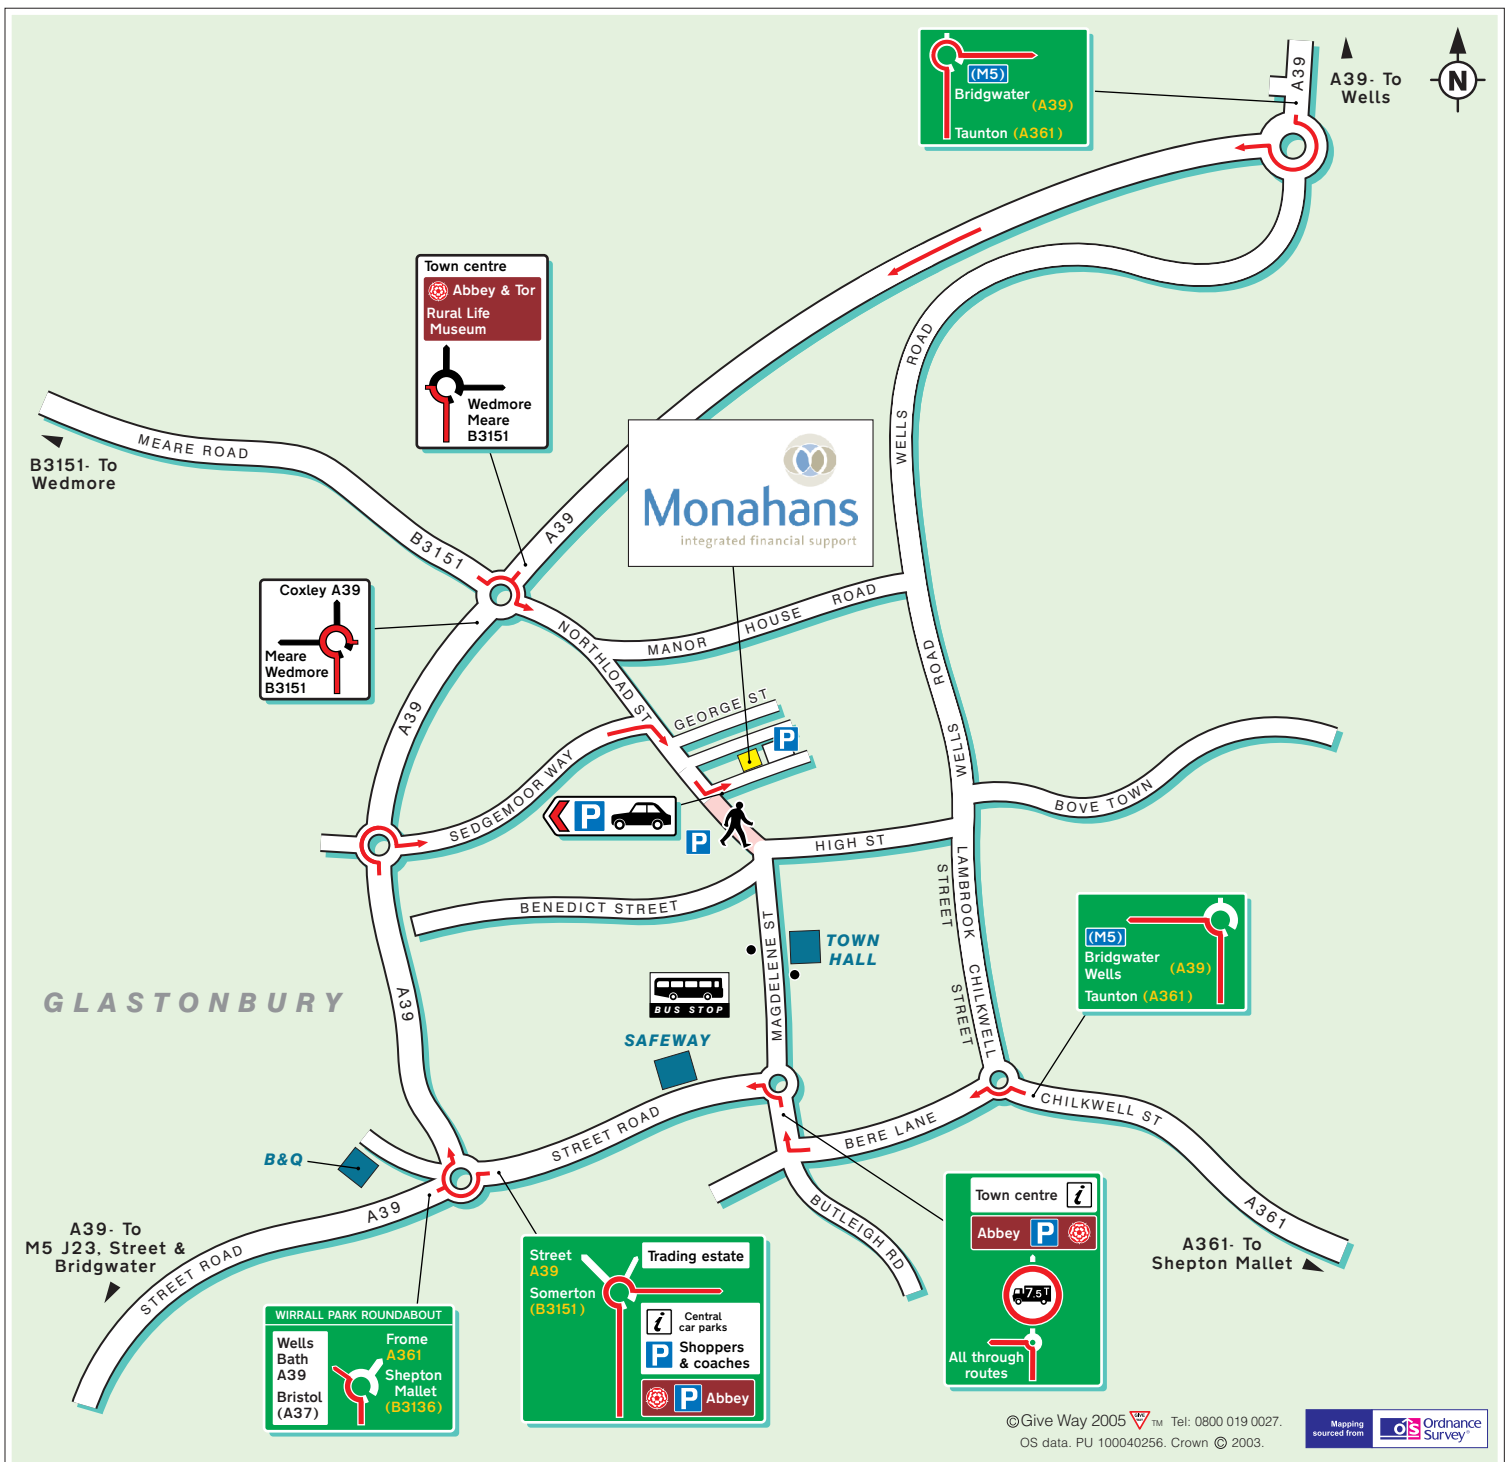 (M5)
Bridgwater
(A39)
Taunton (A361)
A39
A39- To
Wells
N
Town centre
Abbey & Tor
Rural Life
Museum
Wedmore
Meare
B3151
MEARE ROAD
B3151- To
Wedmore
B3151
A39
Monahans
integrated financial support
WELLS ROAD
Coxley A39
Meare
Wedmore
B3151
NORTHLOAD ST
MANOR HOUSE ROAD
WELLS ROAD
A39
GEORGE ST
P
SEDGEMOOR WAY
P
P
BOVE TOWN
HIGH ST
BENEDICT STREET
LAMBROOK STREET
MAGDELENE ST
TOWN
HALL
CHILKWELL STREET
(M5)
Bridgwater
Wells
(A39)
Taunton (A361)
GLASTONBURY
A39
BUS STOP
SAFEWAY
STREET ROAD
BERE LANE
CHILKWELL ST
B&Q
A39
BUTLEIGH RD
A361
A39- To
M5 J23, Street &
Bridgwater
STREET ROAD
A361- To
Shepton Mallet
WIRRALL PARK ROUNDABOUT
Wells
Bath
A39
Bristol
(A37)
Frome
A361
Shepton
Mallet
(B3136)
Street
A39
Somerton
(B3151)
Trading estate
i
Central
car parks
P
Shoppers
& coaches
P Abbey
Town centre i
Abbey P
7.5T
All through
routes
©Give Way 2005 GIVE WAY TM Tel: 0800 019 0027.
OS data. PU 100040256. Crown © 2003.
Mapping
sourced from
OS Ordnance
Survey®